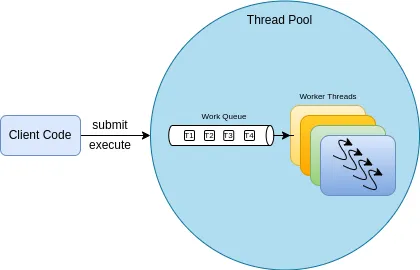 Thread Pool
Worker Threads
Work Queue
submit
Client Code
T1 T2 T3 T4
execute